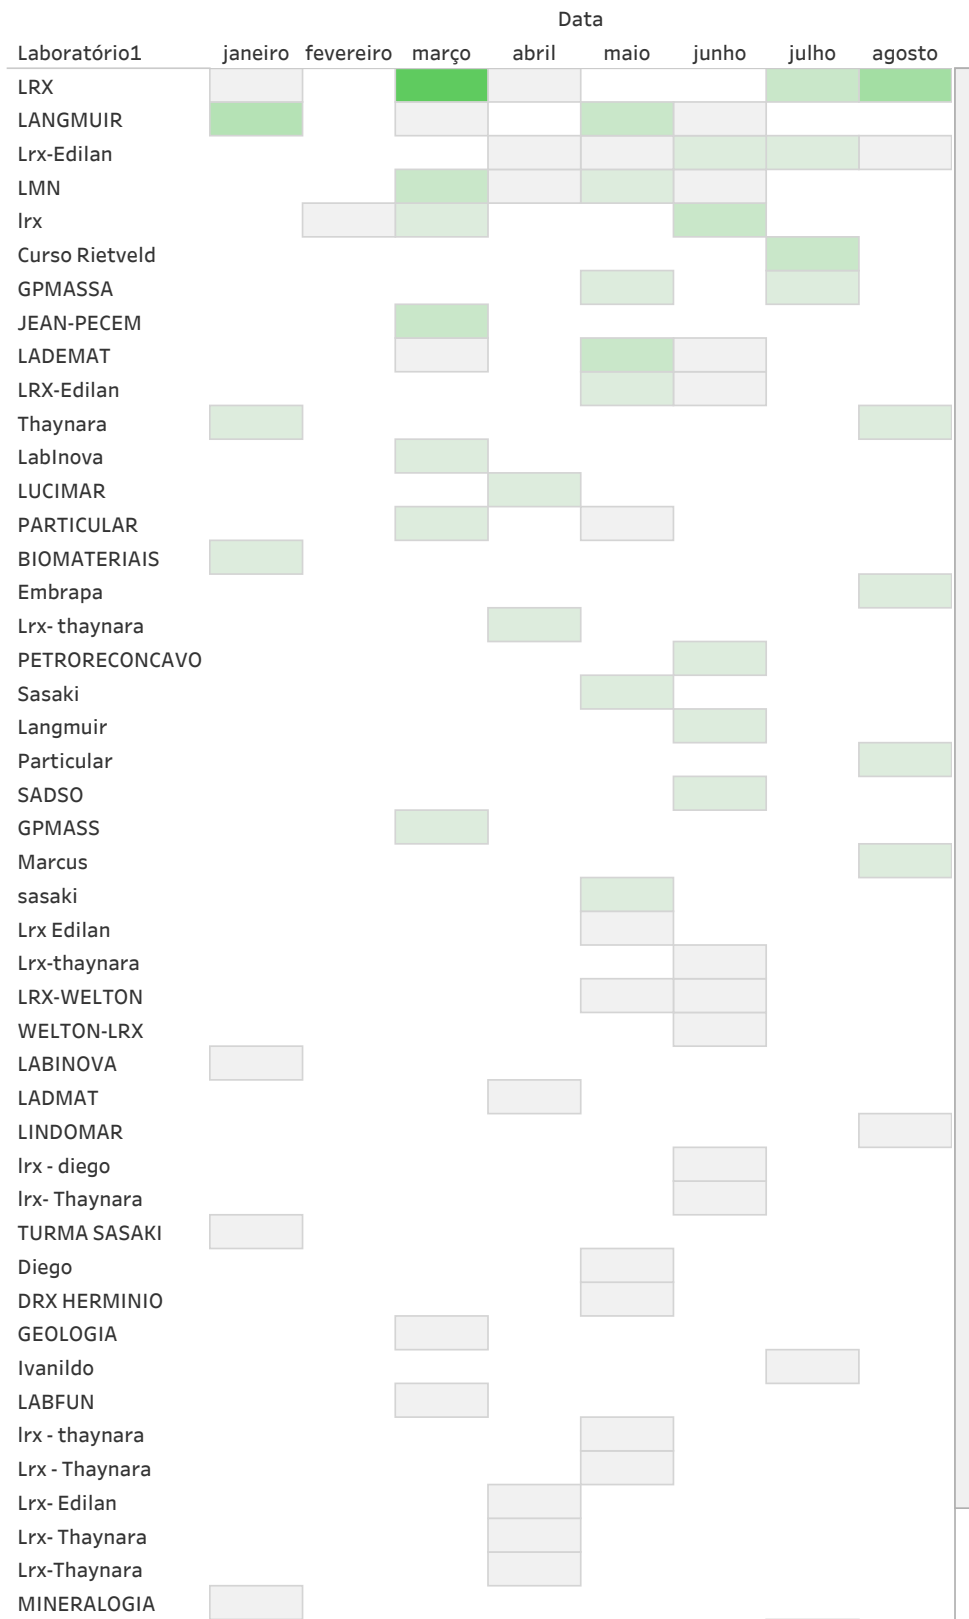 Data
Laboratório1 janeiro fevereiro março abril maio junho julho agosto
LRX
LANGMUIR
Lrx-Edilan
LMN
lrx
Curso Rietveld
GPMASSA
JEAN-PECEM
LADEMAT
LRX-Edilan
Thaynara
LabInova
LUCIMAR
PARTICULAR
BIOMATERIAIS
Embrapa
Lrx- thaynara
PETRORECONCAVO
Sasaki
Langmuir
Particular
SADSO
GPMASS
Marcus
sasaki
Lrx Edilan
Lrx-thaynara
LRX-WELTON
WELTON-LRX
LABINOVA
LADMAT
LINDOMAR
lrx - diego
lrx- Thaynara
TURMA SASAKI
Diego
DRX HERMINIO
GEOLOGIA
Ivanildo
LABFUN
lrx - thaynara
Lrx - Thaynara
Lrx- Edilan
Lrx- Thaynara
Lrx-Thaynara
MINERALOGIA